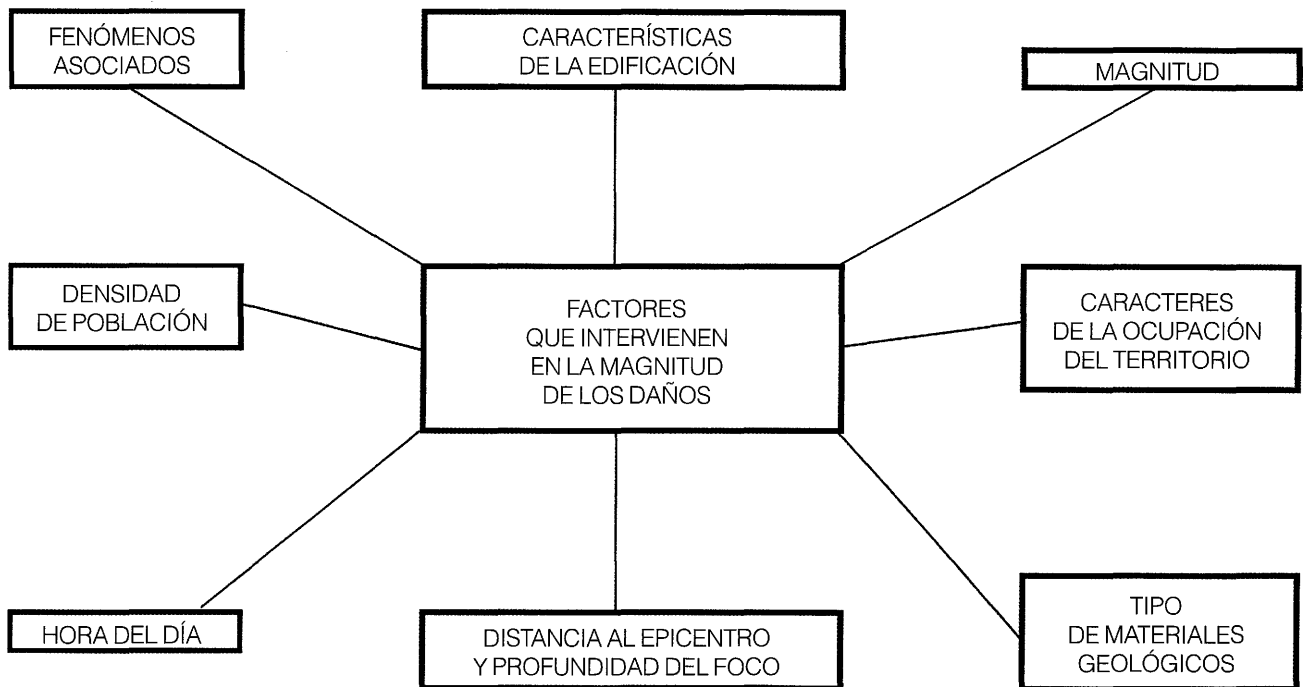 FENÓMENOS
ASOCIADOS
CARACTERÍSTICAS
DE LA EDIFICACIÓN
MAGNITUD
DENSIDAD
DE POBLACIÓN
FACTORES
QUE INTERVIENEN
EN LA MAGNITUD
DE LOS DAÑOS
CARACTERES
DE LA OCUPACIÓN
DEL TERRITORIO
HORA DEL DÍA
DISTANCIA AL EPICENTRO
Y PROFUNDIDAD DEL FOCO
TIPO
DE MATERIALES
GEOLÓGICOS